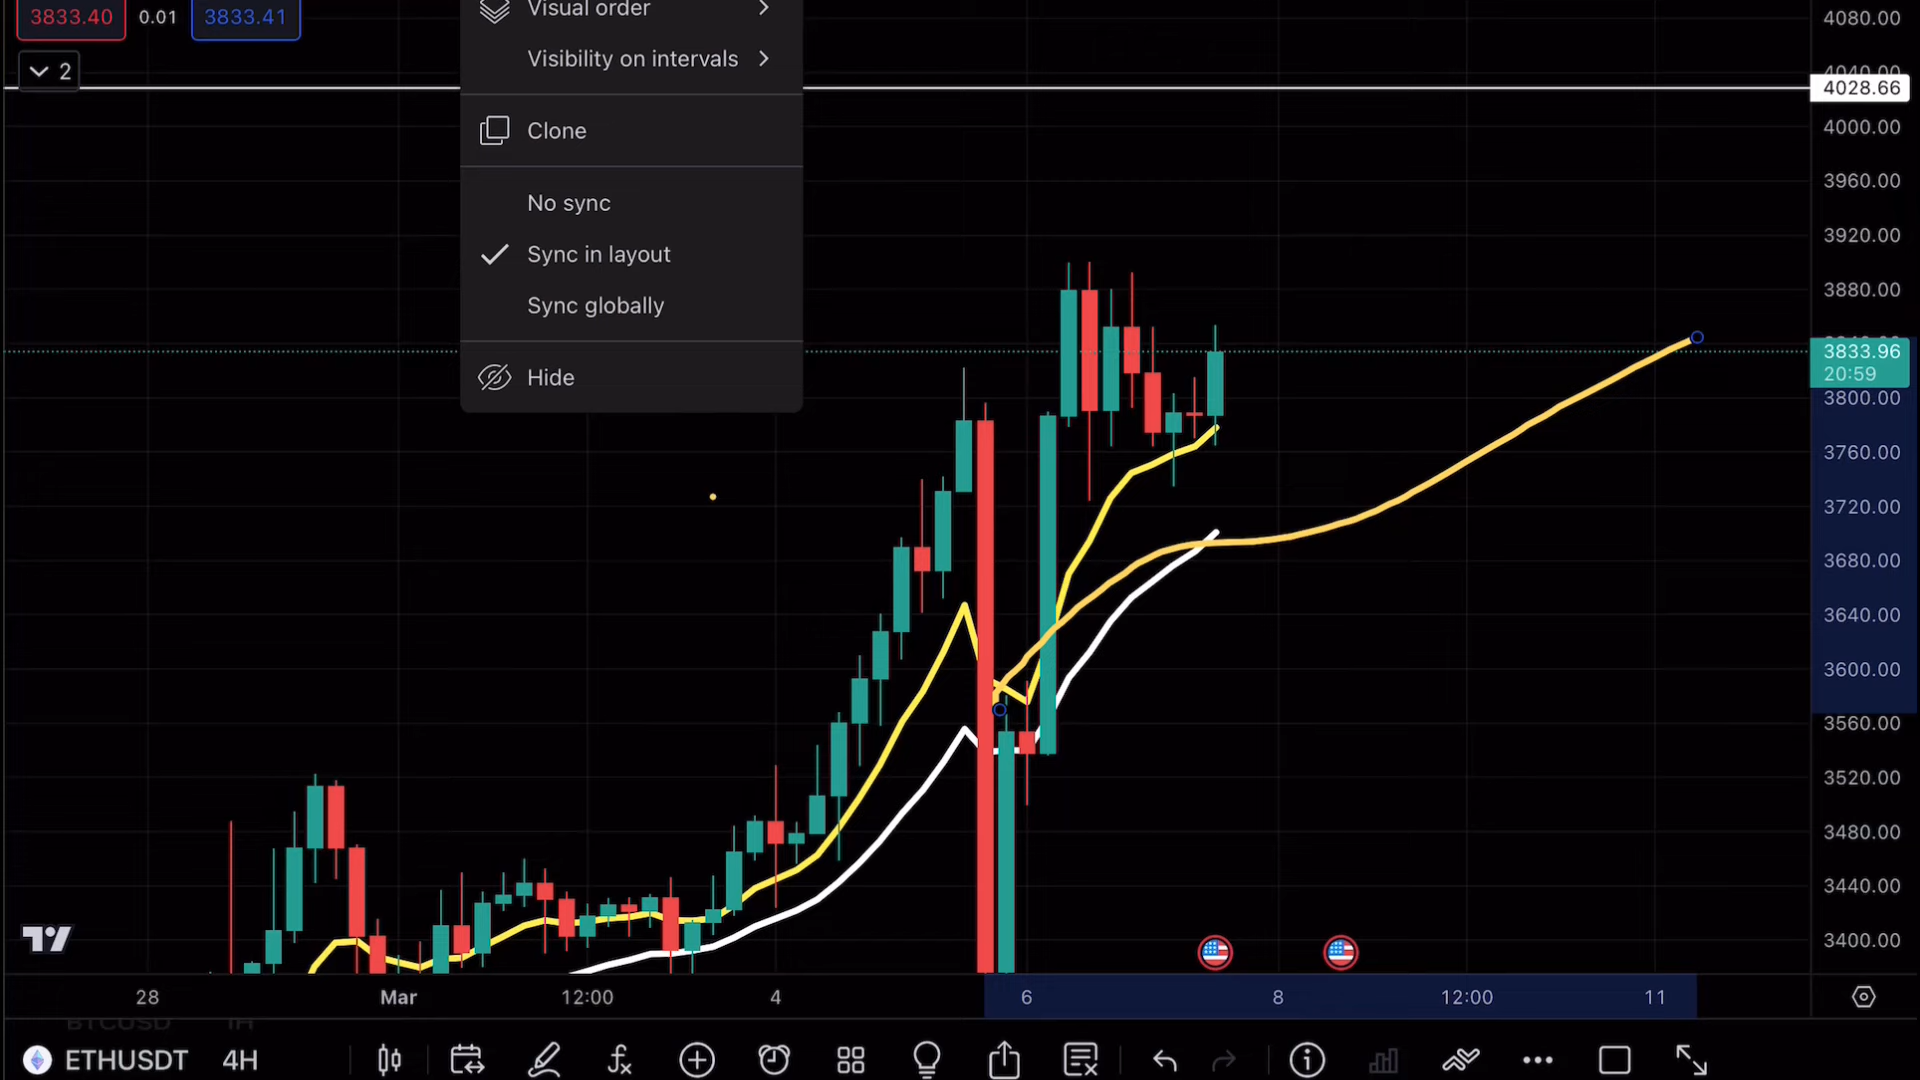 3833.40 0.01 3833.41
2
Visual order
Visibility on intervals
Clone
No sync
Sync in layout
Sync globally
Hide
4080.00
4040.00
4028.66
4000.00
3960.00
3920.00
3880.00
3833.96
20:59
3800.00
3760.00
3720.00
3680.00
3640.00
3600.00
3560.00
3520.00
3480.00
3440.00
3400.00
28 Mar 12:00 4 6 8 12:00 11
BTCUSD 1H
ETHUSDT 4H